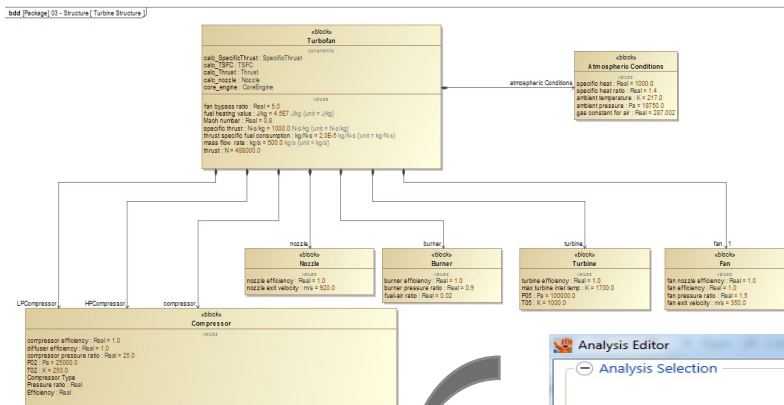 bdd [Package] 03 - Structure [ Turbine Structure ]
«block»
Turbofan
constraints
calc_SpecificThrust : SpecificThrust
calc_TSFC : TSFC
calc_Thrust : Thrust
calc_nozzle : Nozzle
core_engine : CoreEngine
values
fan bypass ratio : Real = 5.0
fuel heating value : J/kg = 4.5E7 J/kg {unit = J/kg}
Mach number : Real = 0.8
specific thrust : N-s/kg = 1000.0 N-s/kg {unit = N-s/kg}
thrust specific fuel consumption : kg/N-s = 2.0E-5 kg/N-s {unit = kg/N-s}
mass flow rate : kg/s = 500.0 kg/s {unit = kg/s}
thrust : N = 488000.0
atmospheric Conditions
«block»
Atmospheric Conditions
values
specific heat : Real = 1000.0
specific heat ratio : Real = 1.4
ambient temperature : K = 217.0
ambient pressure : Pa = 18750.0
gas constant for air : Real = 287.002
nozzle
«block»
Nozzle
values
nozzle efficiency : Real = 1.0
nozzle exit velocity : m/s = 920.0
burner
«block»
Burner
values
burner efficiency : Real = 1.0
burner pressure ratio : Real = 0.9
fuel-air ratio : Real = 0.02
turbine
«block»
Turbine
values
turbine efficiency : Real = 1.0
max turbine inlet temp : K = 1700.0
P05 : Pa = 100000.0
T05 : K = 1000.0
fan 1
«block»
Fan
values
fan nozzle efficiency : Real = 1.0
fan efficiency : Real = 1.0
fan pressure ratio : Real = 1.5
fan exit velocity : m/s = 350.0
LPCompressor
HPCompressor
compressor
«block»
Compressor
values
compressor efficiency : Real = 1.0
diffuser efficiency : Real = 1.0
compressor pressure ratio : Real = 25.0
P02 : Pa = 25000.0
T02 : K = 250.0
Compressor Type
Pressure ratio : Real
Efficiency : Real
Analysis Editor
Analysis Selection